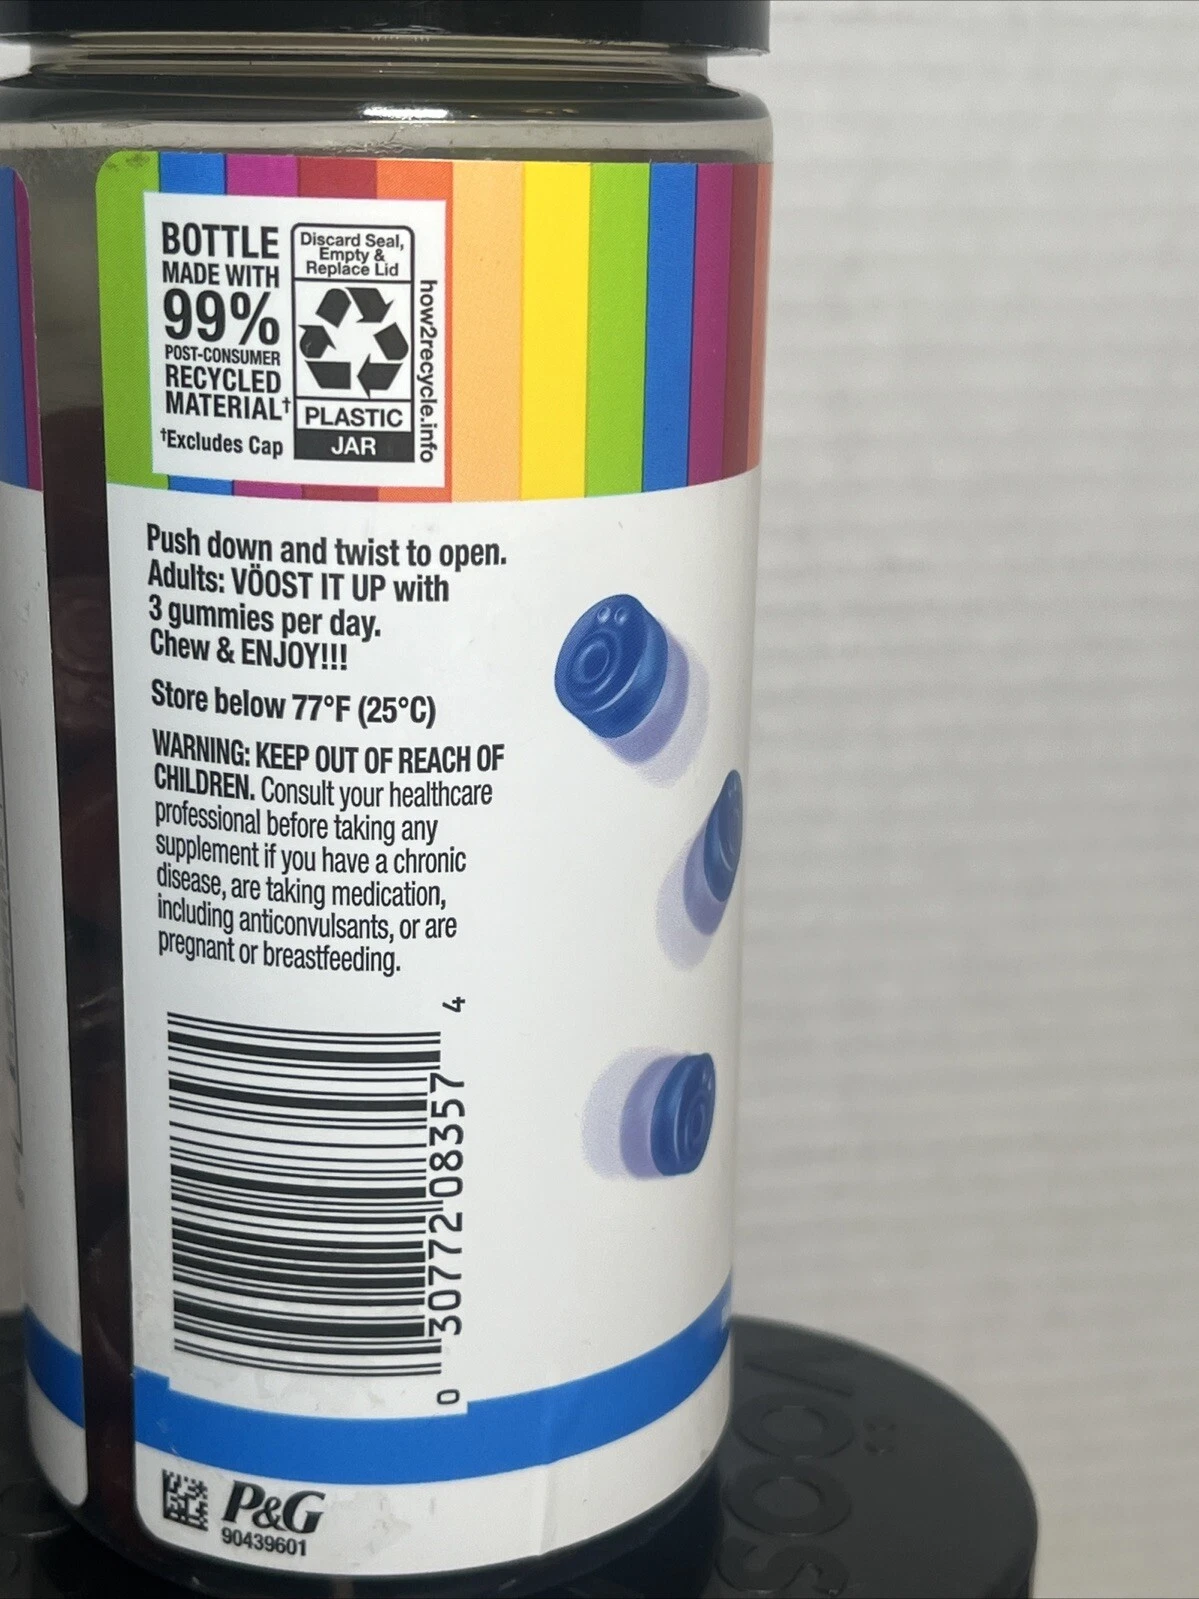 BOTTLE
MADE WITH
99%
POST-CONSUMER
RECYCLED
MATERIAL†
†Excludes Cap
Discard Seal,
Empty &
Replace Lid
PLASTIC
JAR
how2recycle.info
Push down and twist to open.
Adults: VÖOST IT UP with
3 gummies per day.
Chew & ENJOY!!!
Store below 77°F (25°C)
WARNING: KEEP OUT OF REACH OF
CHILDREN. Consult your healthcare
professional before taking any
supplement if you have a chronic
disease, are taking medication,
including anticonvulsants, or are
pregnant or breastfeeding.
0 30772 08357 4
P&G
90439601
VÖOST